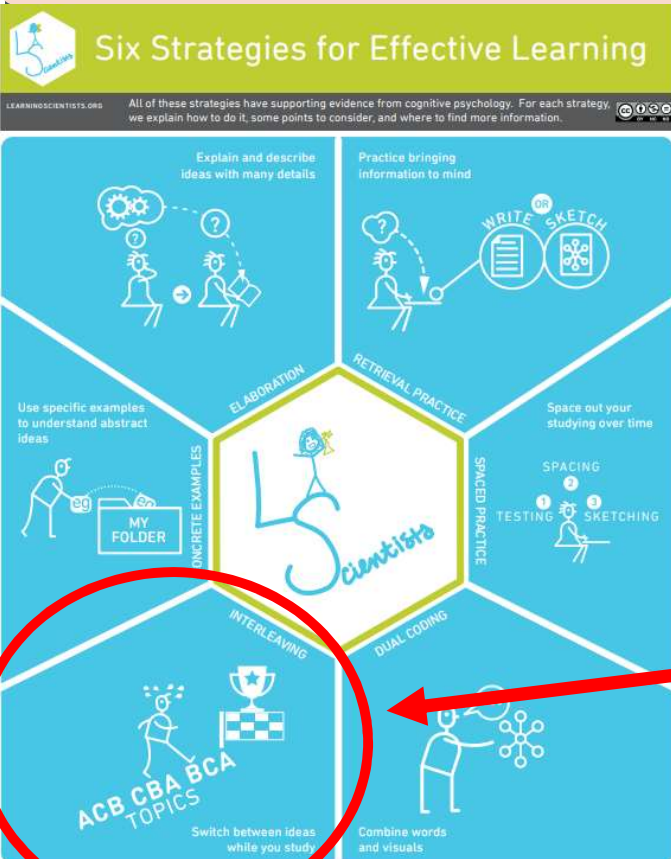 LS
Scientists
Six Strategies for Effective Learning
LEARNINGSCIENTISTS.ORG
All of these strategies have supporting evidence from cognitive psychology. For each strategy,
we explain how to do it, some points to consider, and where to find more information.
Explain and describe
ideas with many details
?
?
ELABORATION
Practice bringing
information to mind
?
WRITE OR SKETCH
RETRIEVAL PRACTICE
Use specific examples
to understand abstract
ideas
eg
MY
FOLDER
ONCRETE EXAMPLES
LS
cientists
Space out your
studying over time
SPACING
2
1
3
TESTING
SKETCHING
SPACED PRACTICE
INTERLEAVING
ACB CBA BCA
TOPICS
Switch between ideas
while you study
DUAL CODING
Combine words
and visuals